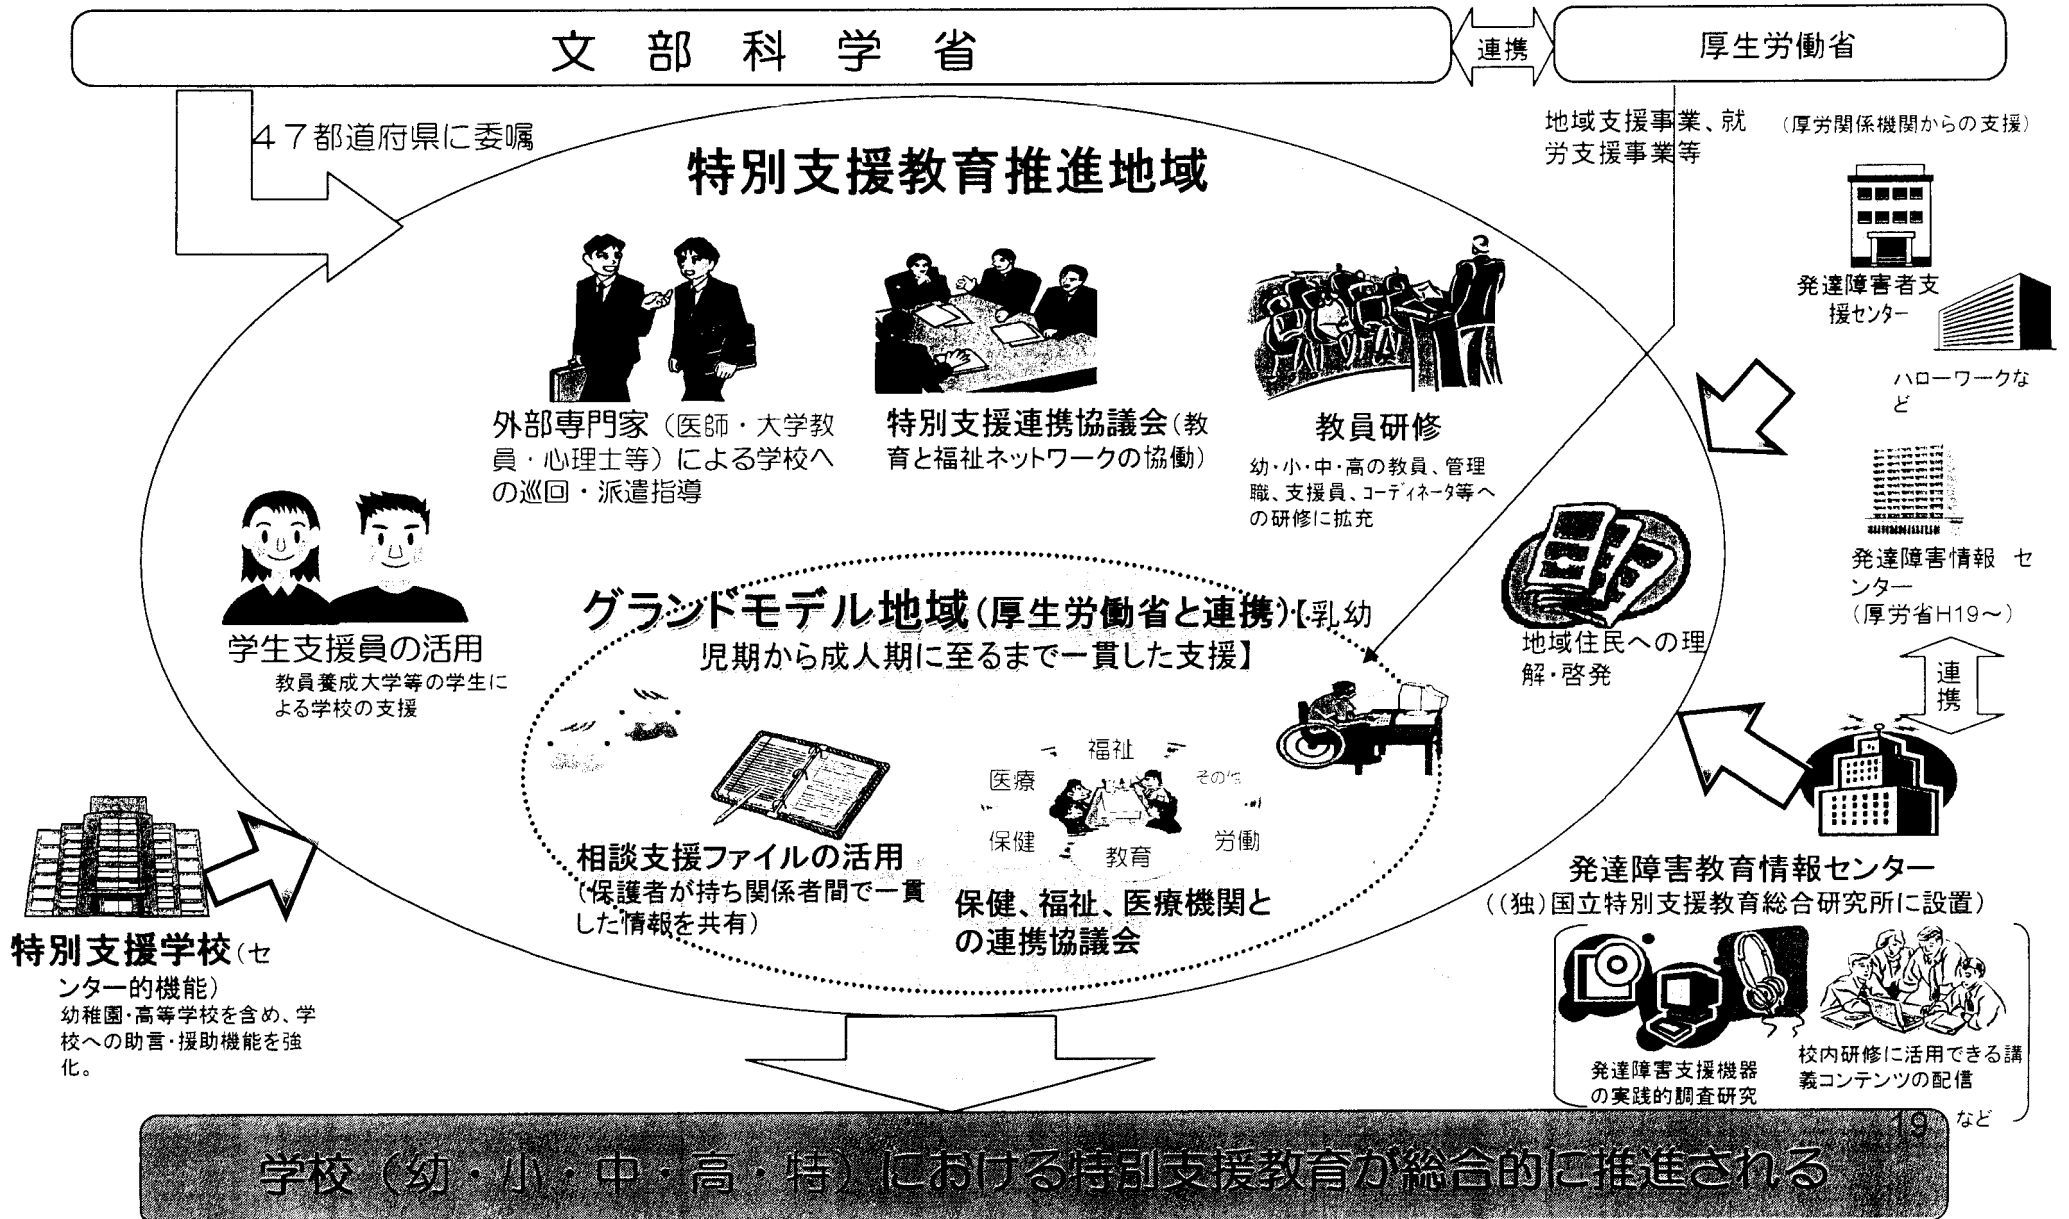 文部科学省
連携
厚生労働省
47都道府県に委嘱
地域支援事業、就
労支援事業等
(厚労関係機関からの支援)
特別支援教育推進地域
発達障害者支
援センター
ハローワークな
ど
外部専門家(医師・大学教
員・心理士等)による学校へ
の巡回・派遣指導
特別支援連携協議会(教
育と福祉ネットワークの協働)
教員研修
幼・小・中・高の教員、管理
職、支援員、コーディネータ等へ
の研修に拡充
発達障害情報 セ
ンター
(厚労省H19~)
連
携
学生支援員の活用
教員養成大学等の学生に
よる学校の支援
地域住民への理
解・啓発
グランドモデル地域(厚生労働省と連携)【乳幼
児期から成人期に至るまで一貫した支援】
福祉
医療
その他
保健
労働
教育
相談支援ファイルの活用
(保護者が持ち関係者間で一貫
した情報を共有)
保健、福祉、医療機関と
の連携協議会
特別支援学校(セ
ンター的機能)
幼稚園・高等学校を含め、学
校への助言・援助機能を強
化。
発達障害教育情報センター
((独)国立特別支援教育総合研究所に設置)
発達障害支援機器
の実践的調査研究
校内研修に活用できる講
義コンテンツの配信
など
19
学校(幼・小・中・高・特)における特別支援教育が総合的に推進される